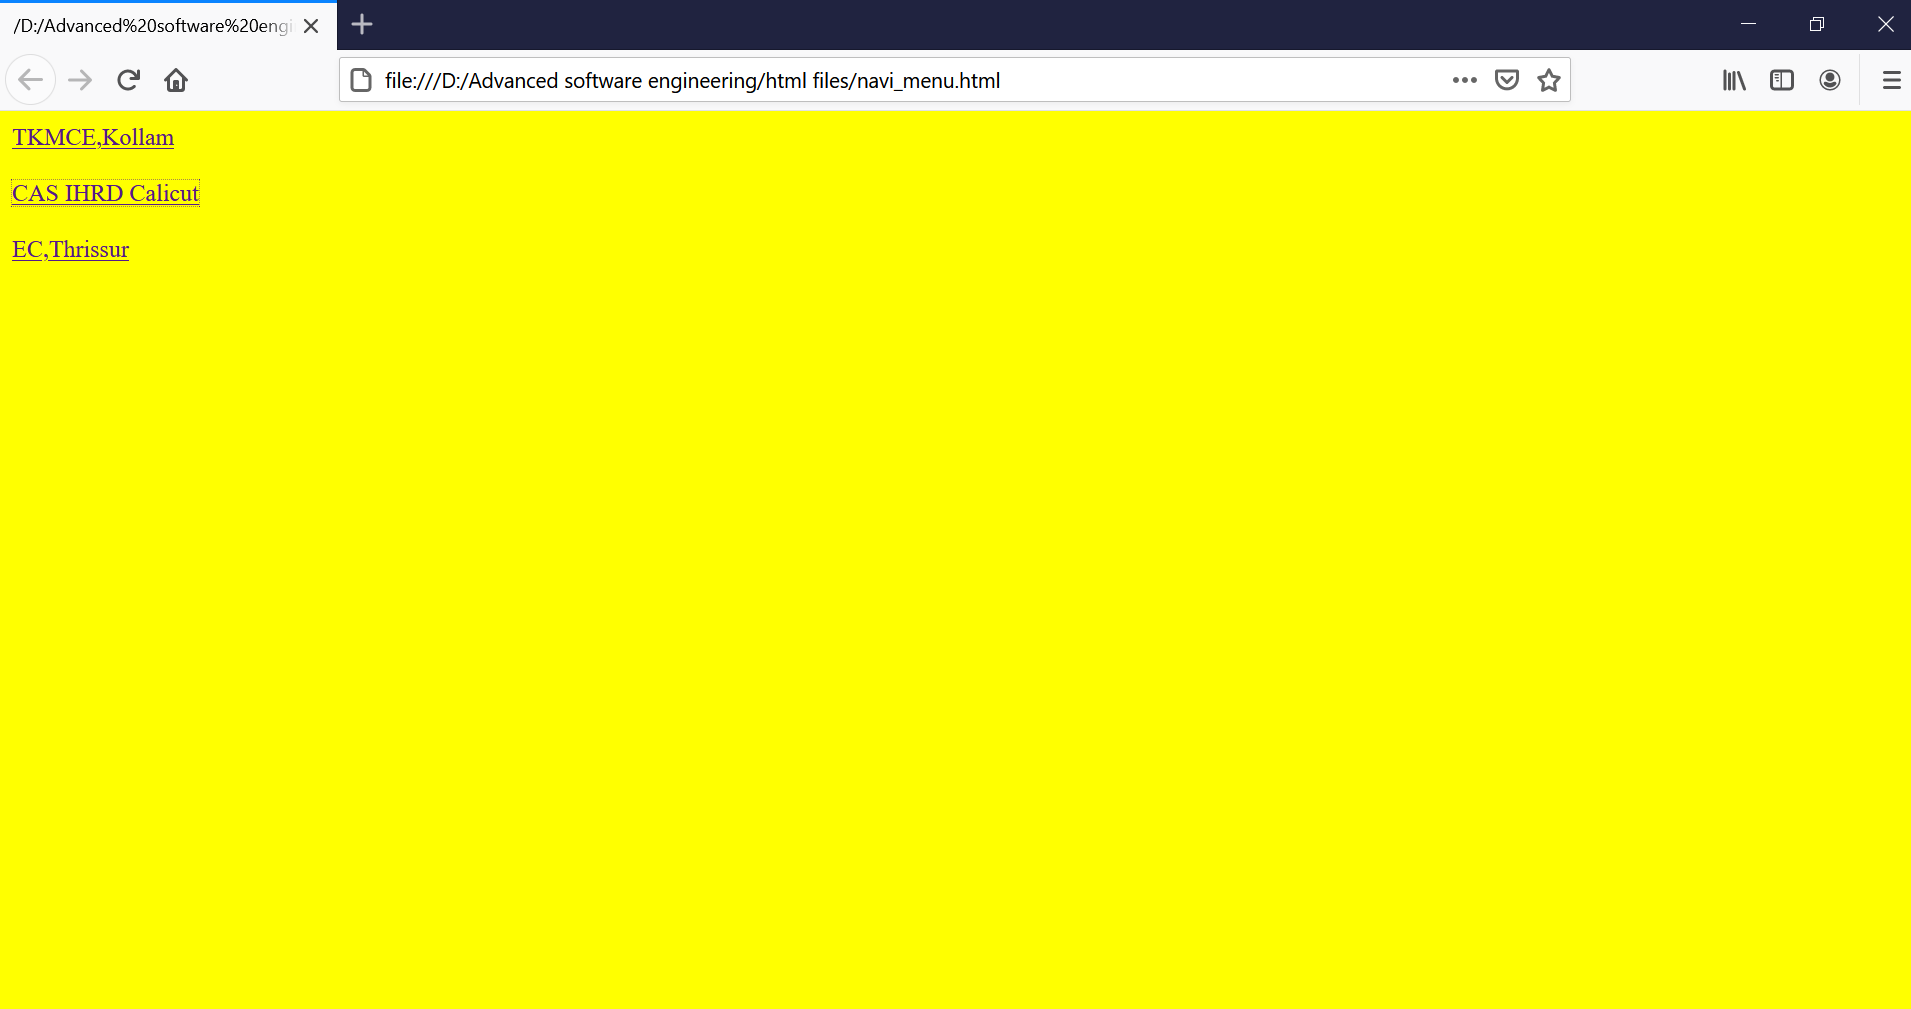 /D:/Advanced%20software%20engi
file:///D:/Advanced software engineering/html files/navi_menu.html
TKMCE,Kollam
CAS IHRD Calicut
EC,Thrissur